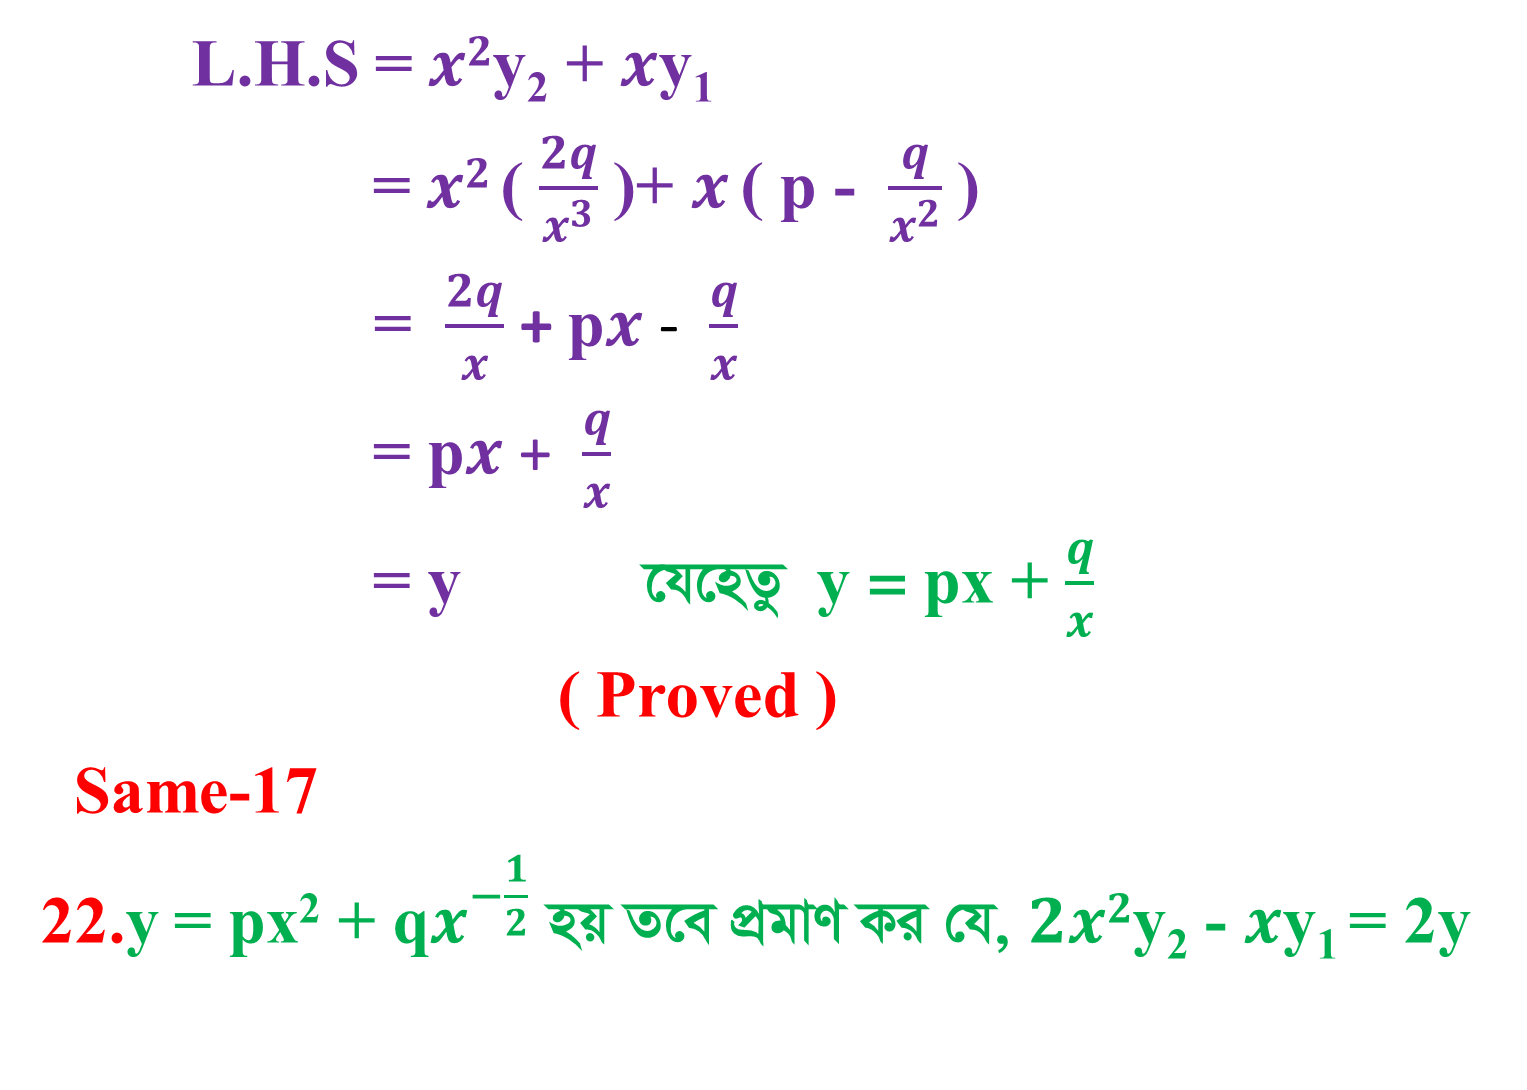 L.H.S = x²y₂ + xy₁
= x² ( 2q/x³ )+ x ( p - q/x² )
= 2q/x + px - q/x
= px + q/x
= y যেহেতু y = px + q/x
( Proved )
Same-17
22.y = px² + qx^(−1/2) হয় তবে প্রমাণ কর যে, 2x²y₂ - xy₁ = 2y